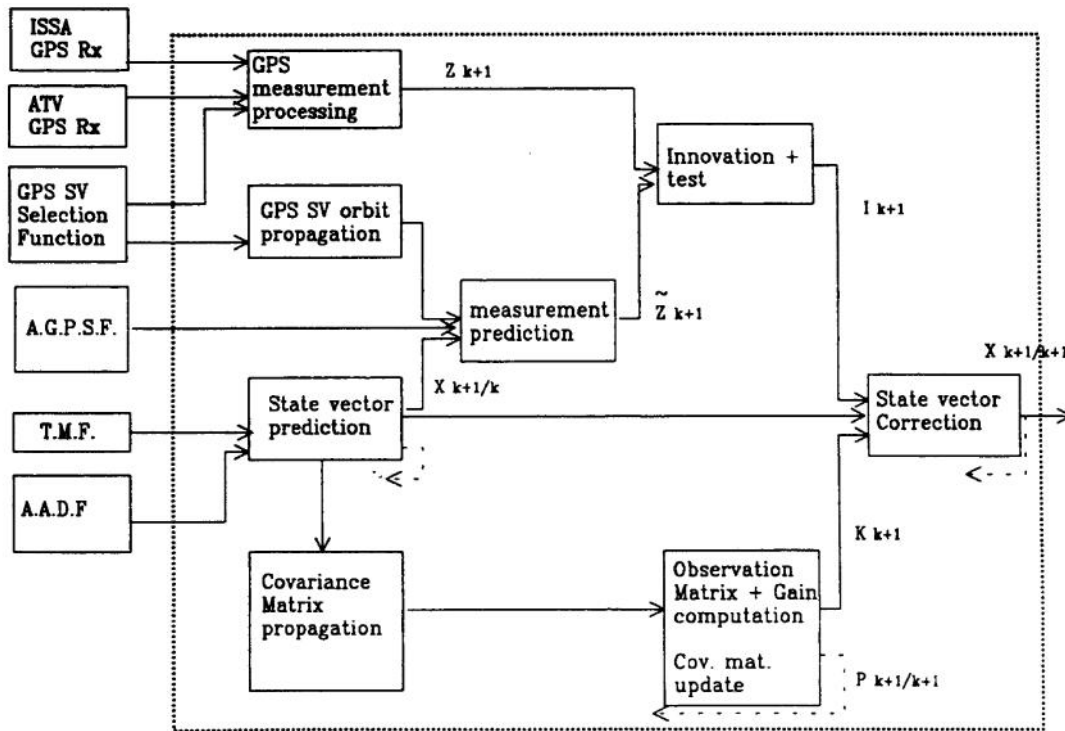 ISSA
GPS Rx
ATV
GPS Rx
GPS SV
Selection
Function
A.G.P.S.F.
T.M.F.
A.A.D.F
GPS
measurement
processing
Z k+1
GPS SV orbit
propagation
Innovation +
test
I k+1
measurement
prediction
~
Z k+1
X k+1/k
State vector
prediction
X k+1/k+1
State vector
Correction
K k+1
Covariance
Matrix
propagation
Observation
Matrix + Gain
computation
Cov. mat.
update
P k+1/k+1